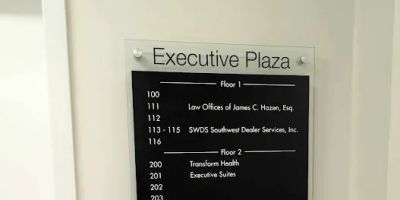 Executive Plaza
Floor 1
100
111 Law Offices of James C. Hazen, Esq.
112
113 - 115 SWDS Southwest Dealer Services, Inc.
116
Floor 2
200 Transform Health
201 Executive Suites
202
203